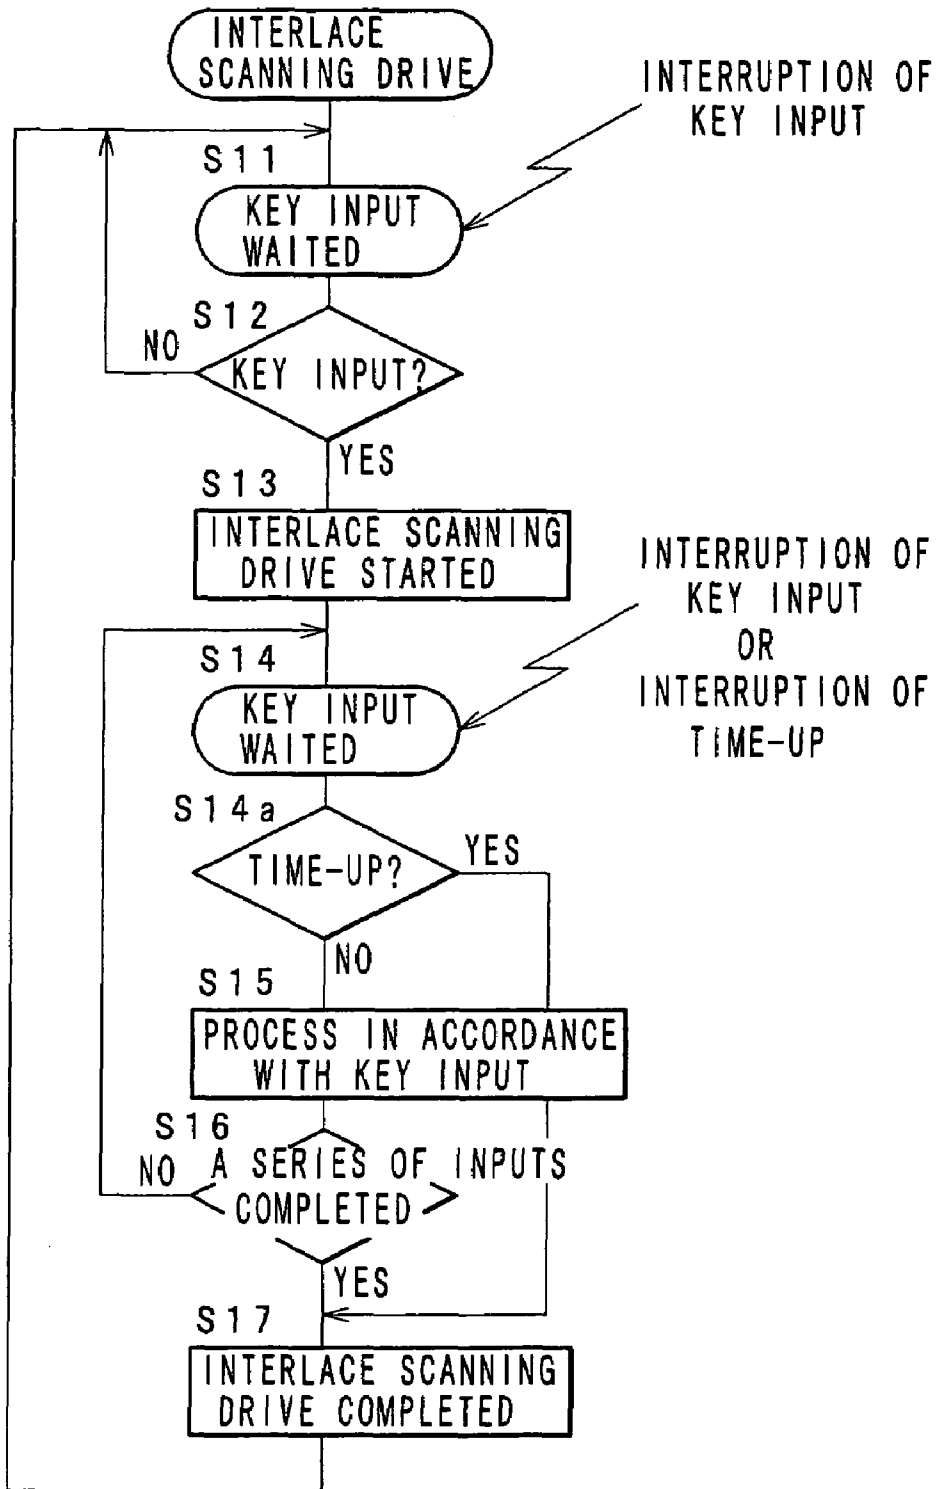 INTERLACE
SCANNING DRIVE
INTERRUPTION OF
KEY INPUT
S11
KEY INPUT
WAITED
S12
NO
KEY INPUT?
YES
S13
INTERLACE SCANNING
DRIVE STARTED
INTERRUPTION OF
KEY INPUT
OR
INTERRUPTION OF
TIME-UP
S14
KEY INPUT
WAITED
S14a
TIME-UP?
YES
NO
S15
PROCESS IN ACCORDANCE
WITH KEY INPUT
S16
NO
A SERIES OF INPUTS
COMPLETED
YES
S17
INTERLACE SCANNING
DRIVE COMPLETED